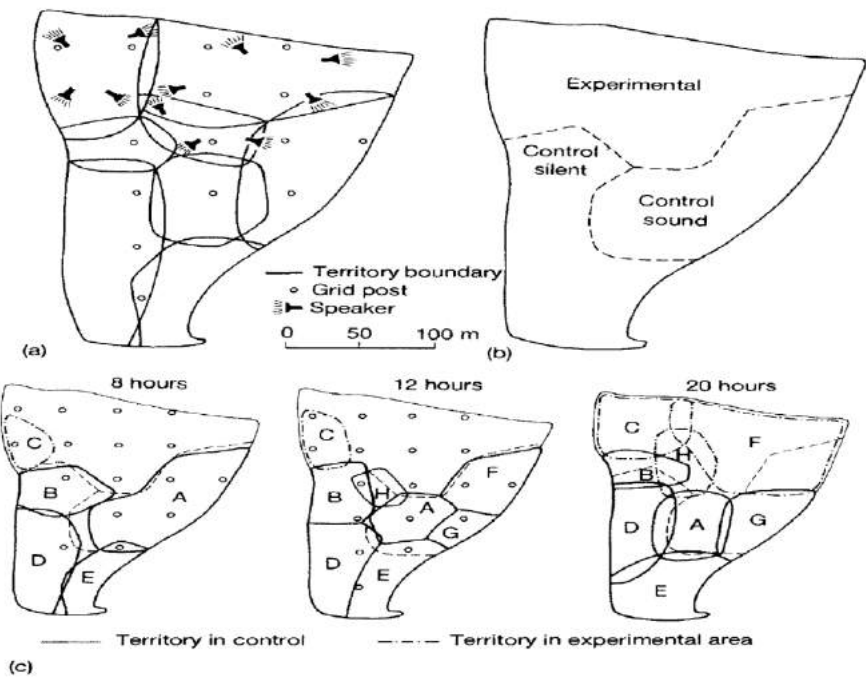 Experimental
Control
silent
Control
sound
Territory boundary
Grid post
Speaker
0 50 100 m
(a)
(b)
8 hours
12 hours
20 hours
C
B
A
D
E
C
B
H
A
F
G
D
E
C
F
H
B
D
A
G
E
Territory in control
Territory in experimental area
(c)